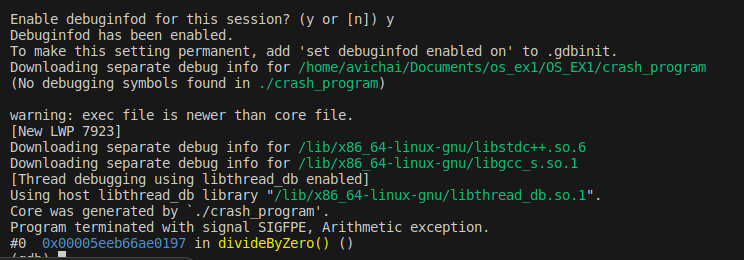 Enable debuginfod for this session? (y or [n]) y
Debuginfod has been enabled.
To make this setting permanent, add 'set debuginfod enabled on' to .gdbinit.
Downloading separate debug info for /home/avichai/Documents/os_ex1/OS_EX1/crash_program
(No debugging symbols found in ./crash_program)
warning: exec file is newer than core file.
[New LWP 7923]
Downloading separate debug info for /lib/x86_64-linux-gnu/libstdc++.so.6
Downloading separate debug info for /lib/x86_64-linux-gnu/libgcc_s.so.1
[Thread debugging using libthread_db enabled]
Using host libthread_db library "/lib/x86_64-linux-gnu/libthread_db.so.1".
Core was generated by `./crash_program'.
Program terminated with signal SIGFPE, Arithmetic exception.
#0  0x00005eeb66ae0197 in divideByZero() ()
(gdb)